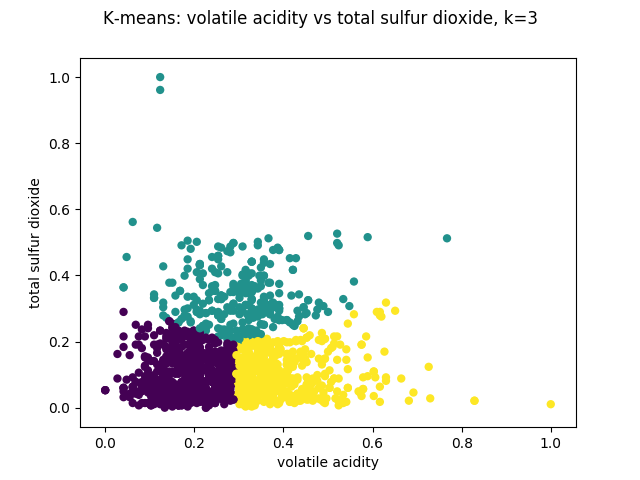 K-means: volatile acidity vs total sulfur dioxide, k=3
total sulfur dioxide
1.0
0.8
0.6
0.4
0.2
0.0
0.0 0.2 0.4 0.6 0.8 1.0
volatile acidity